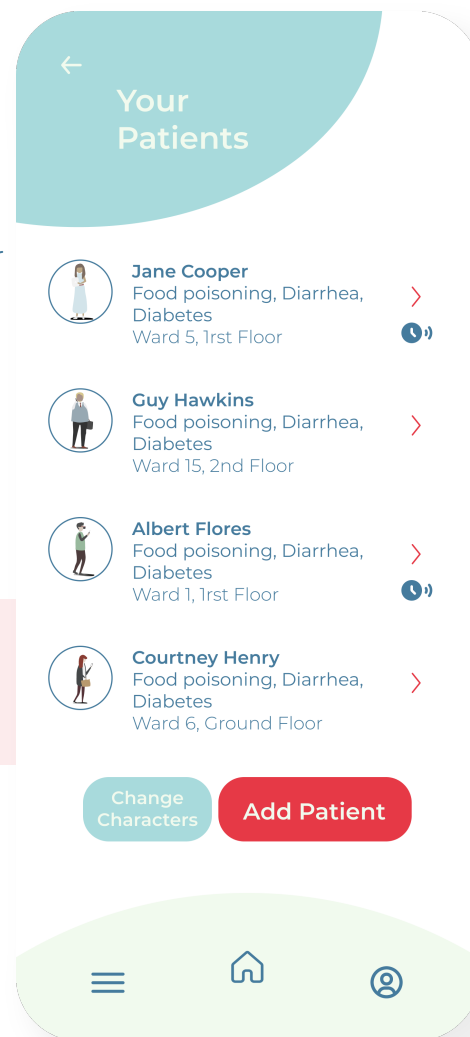 Your
Patients
Jane Cooper
Food poisoning, Diarrhea,
Diabetes
Ward 5, 1rst Floor
Guy Hawkins
Food poisoning, Diarrhea,
Diabetes
Ward 15, 2nd Floor
Albert Flores
Food poisoning, Diarrhea,
Diabetes
Ward 1, 1rst Floor
Courtney Henry
Food poisoning, Diarrhea,
Diabetes
Ward 6, Ground Floor
Change
Characters
Add Patient